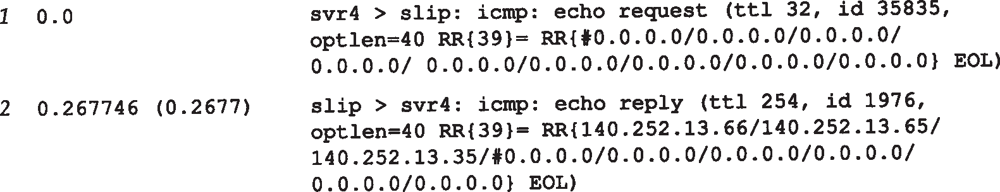 1 0.0 svr4 > slip: icmp: echo request (ttl 32, id 35835,
optlen=40 RR{39}= RR{#0.0.0.0/0.0.0.0/0.0.0.0/
0.0.0.0/ 0.0.0.0/0.0.0.0/0.0.0.0/0.0.0.0/0.0.0.0} EOL)
2 0.267746 (0.2677) slip > svr4: icmp: echo reply (ttl 254, id 1976,
optlen=40 RR{39}= RR{140.252.13.66/140.252.13.65/
140.252.13.35/#0.0.0.0/0.0.0.0/0.0.0.0/0.0.0.0/
0.0.0.0/0.0.0.0} EOL)